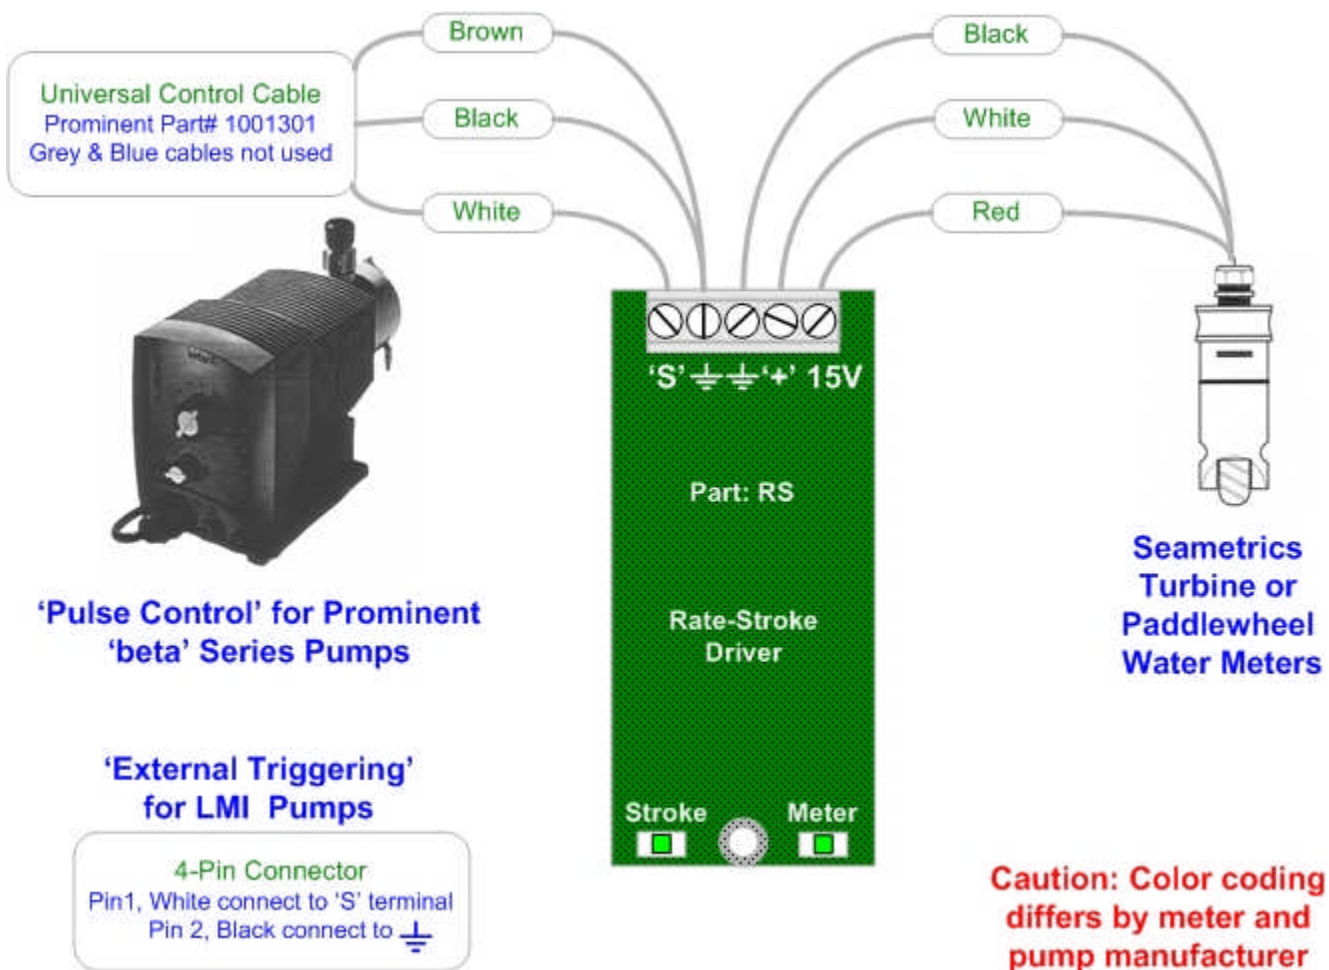 Brown
Black
Universal Control Cable
Prominent Part# 1001301
Grey & Blue cables not used
Black
White
White
Red
'S' ⏚ ⏚ '+' 15V
Part: RS
Rate-Stroke
Driver
Stroke
Meter
'Pulse Control' for Prominent
'beta' Series Pumps
Seametrics
Turbine or
Paddlewheel
Water Meters
'External Triggering'
for LMI Pumps
4-Pin Connector
Pin1, White connect to 'S' terminal
Pin 2, Black connect to ⏚
Caution: Color coding
differs by meter and
pump manufacturer